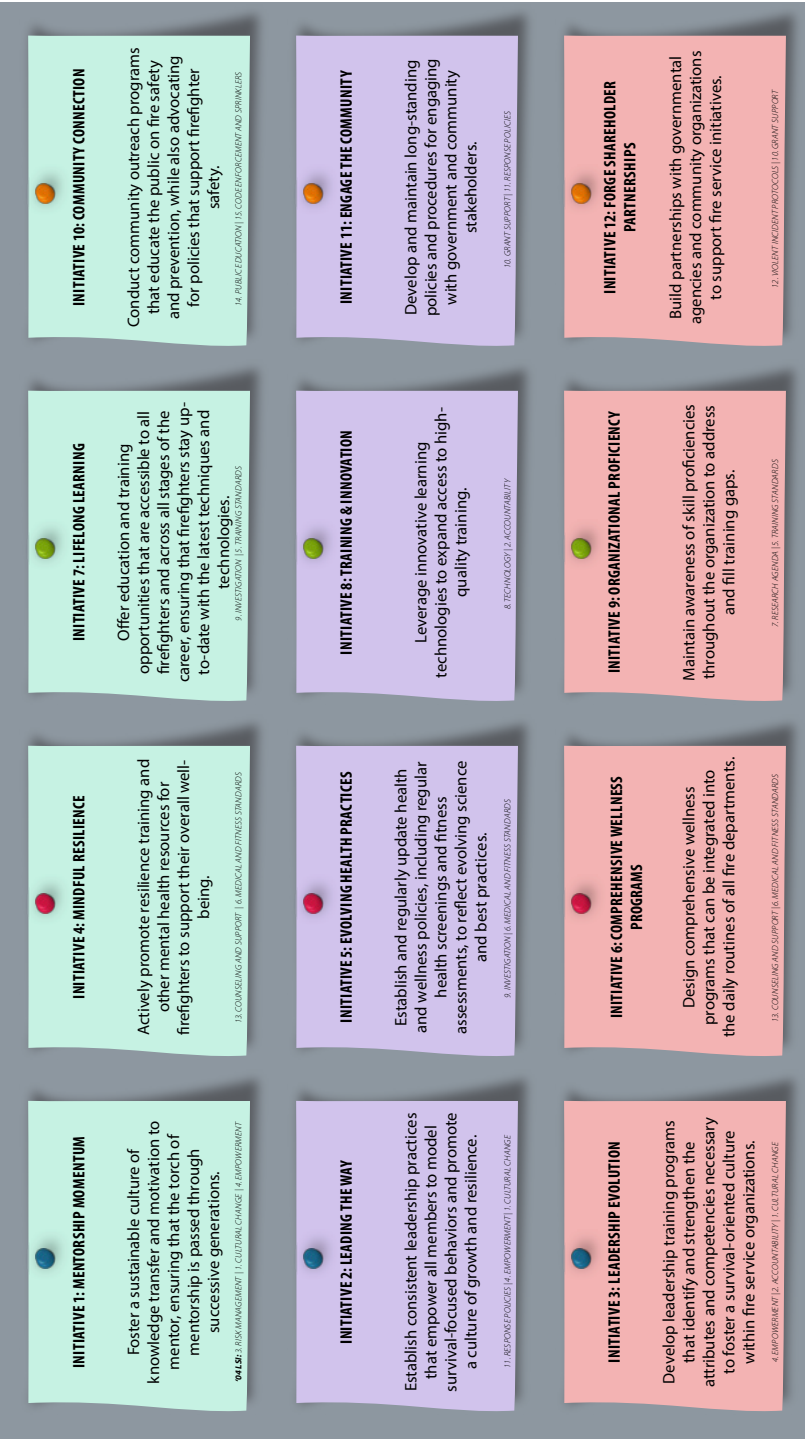 INITIATIVE 1: MENTORSHIP MOMENTUM
Foster a sustainable culture of
knowledge transfer and motivation to
mentor, ensuring that the torch of
mentorship is passed through
successive generations.
'04 LSI: 3. RISK MANAGEMENT | 1. CULTURAL CHANGE | 4. EMPOWERMENT
INITIATIVE 4: MINDFUL RESILIENCE
Actively promote resilience training and
other mental health resources for
firefighters to support their overall well-
being.
13. COUNSELING AND SUPPORT | 6. MEDICAL AND FITNESS STANDARDS
INITIATIVE 7: LIFELONG LEARNING
Offer education and training
opportunities that are accessible to all
firefighters and across all stages of the
career, ensuring that firefighters stay up-
to-date with the latest techniques and
technologies.
9. INVESTIGATION | 5. TRAINING STANDARDS
INITIATIVE 10: COMMUNITY CONNECTION
Conduct community outreach programs
that educate the public on fire safety
and prevention, while also advocating
for policies that support firefighter
safety.
14. PUBLIC EDUCATION | 15. CODE ENFORCEMENT AND SPRINKLERS
INITIATIVE 2: LEADING THE WAY
Establish consistent leadership practices
that empower all members to model
survival-focused behaviors and promote
a culture of growth and resilience.
11. RESPONSE POLICIES | 4. EMPOWERMENT | 1. CULTURAL CHANGE
INITIATIVE 5: EVOLVING HEALTH PRACTICES
Establish and regularly update health
and wellness policies, including regular
health screenings and fitness
assessments, to reflect evolving science
and best practices.
9. INVESTIGATION | 6. MEDICAL AND FITNESS STANDARDS
INITIATIVE 8: TRAINING & INNOVATION
Leverage innovative learning
technologies to expand access to high-
quality training.
8. TECHNOLOGY | 2. ACCOUNTABILITY
INITIATIVE 11: ENGAGE THE COMMUNITY
Develop and maintain long-standing
policies and procedures for engaging
with government and community
stakeholders.
10. GRANT SUPPORT | 11. RESPONSE POLICIES
INITIATIVE 3: LEADERSHIP EVOLUTION
Develop leadership training programs
that identify and strengthen the
attributes and competencies necessary
to foster a survival-oriented culture
within fire service organizations.
4. EMPOWERMENT | 2. ACCOUNTABILITY | 1. CULTURAL CHANGE
INITIATIVE 6: COMPREHENSIVE WELLNESS
PROGRAMS
Design comprehensive wellness
programs that can be integrated into
the daily routines of all fire departments.
13. COUNSELING AND SUPPORT | 6. MEDICAL AND FITNESS STANDARDS
INITIATIVE 9: ORGANIZATIONAL PROFICIENCY
Maintain awareness of skill proficiencies
throughout the organization to address
and fill training gaps.
7. RESEARCH AGENDA | 5. TRAINING STANDARDS
INITIATIVE 12: FORGE SHAREHOLDER
PARTNERSHIPS
Build partnerships with governmental
agencies and community organizations
to support fire service initiatives.
12. VIOLENT INCIDENT PROTOCOLS | 10. GRANT SUPPORT